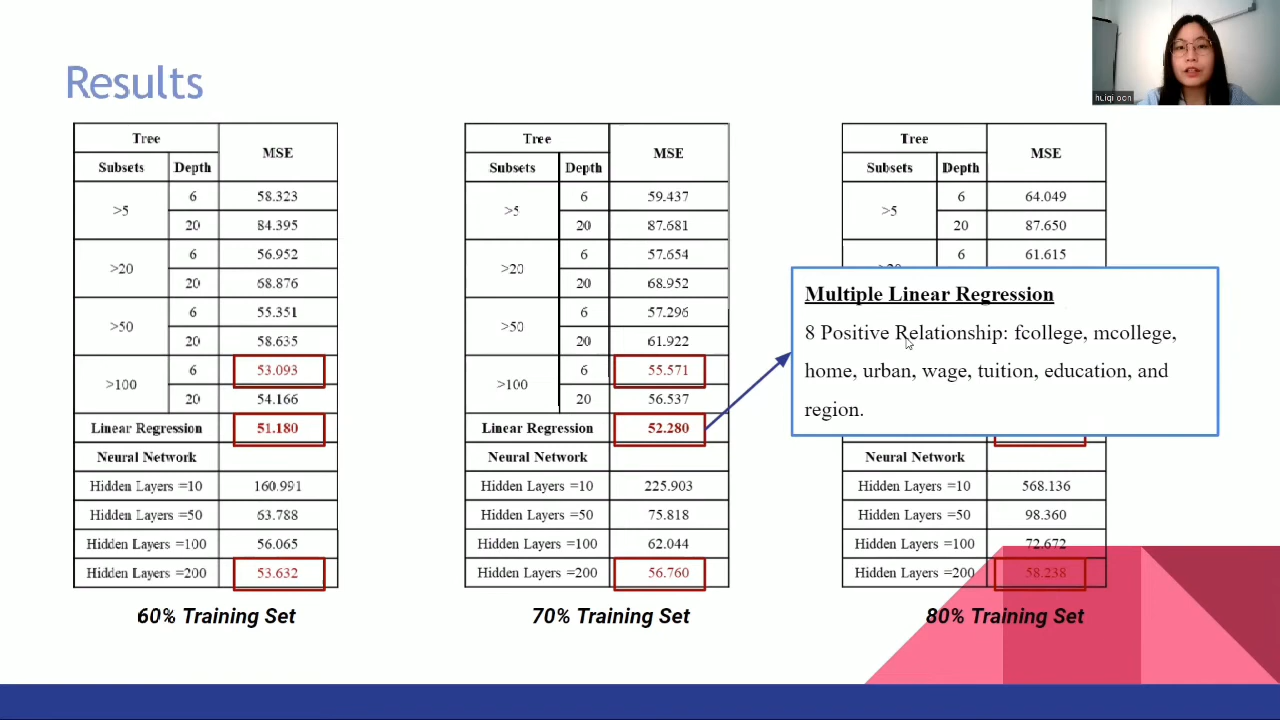 Results
huiqi oon
Tree MSE
Subsets Depth
>5 6 58.323
20 84.395
>20 6 56.952
20 68.876
>50 6 55.351
20 58.635
>100 6 53.093
20 54.166
Linear Regression 51.180
Neural Network
Hidden Layers =10 160.991
Hidden Layers =50 63.788
Hidden Layers =100 56.065
Hidden Layers =200 53.632
60% Training Set
Tree MSE
Subsets Depth
>5 6 59.437
20 87.681
>20 6 57.654
20 68.952
>50 6 57.296
20 61.922
>100 6 55.571
20 56.537
Linear Regression 52.280
Neural Network
Hidden Layers =10 225.903
Hidden Layers =50 75.818
Hidden Layers =100 62.044
Hidden Layers =200 56.760
70% Training Set
Tree MSE
Subsets Depth
>5 6 64.049
20 87.650
6 61.615
Multiple Linear Regression
8 Positive Relationship: fcollege, mcollege,
home, urban, wage, tuition, education, and
region.
Neural Network
Hidden Layers =10 568.136
Hidden Layers =50 98.360
Hidden Layers =100 72.672
Hidden Layers =200 58.238
80% Training Set